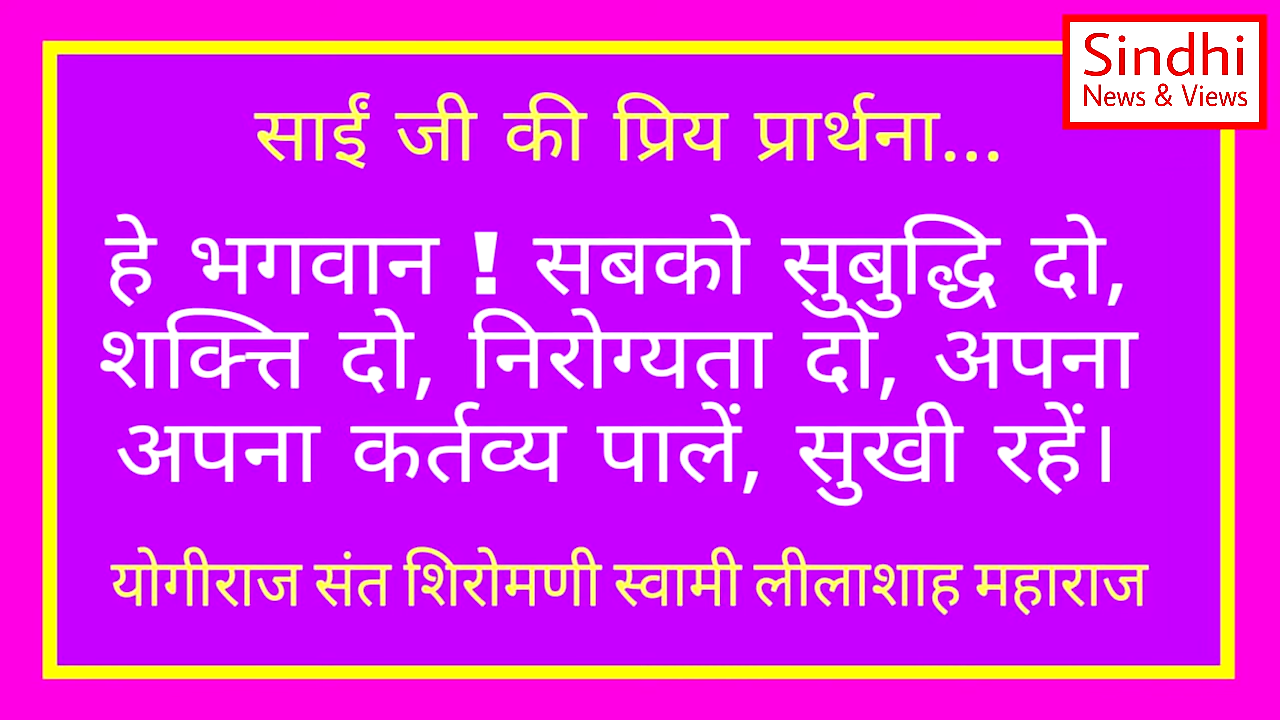 Sindhi
News & Views
साईं जी की प्रिय प्रार्थना...
हे भगवान ! सबको सुबुद्धि दो,
शक्ति दो, निरोग्यता दो, अपना
अपना कर्तव्य पालें, सुखी रहें।
योगीराज संत शिरोमणी स्वामी लीलाशाह महाराज